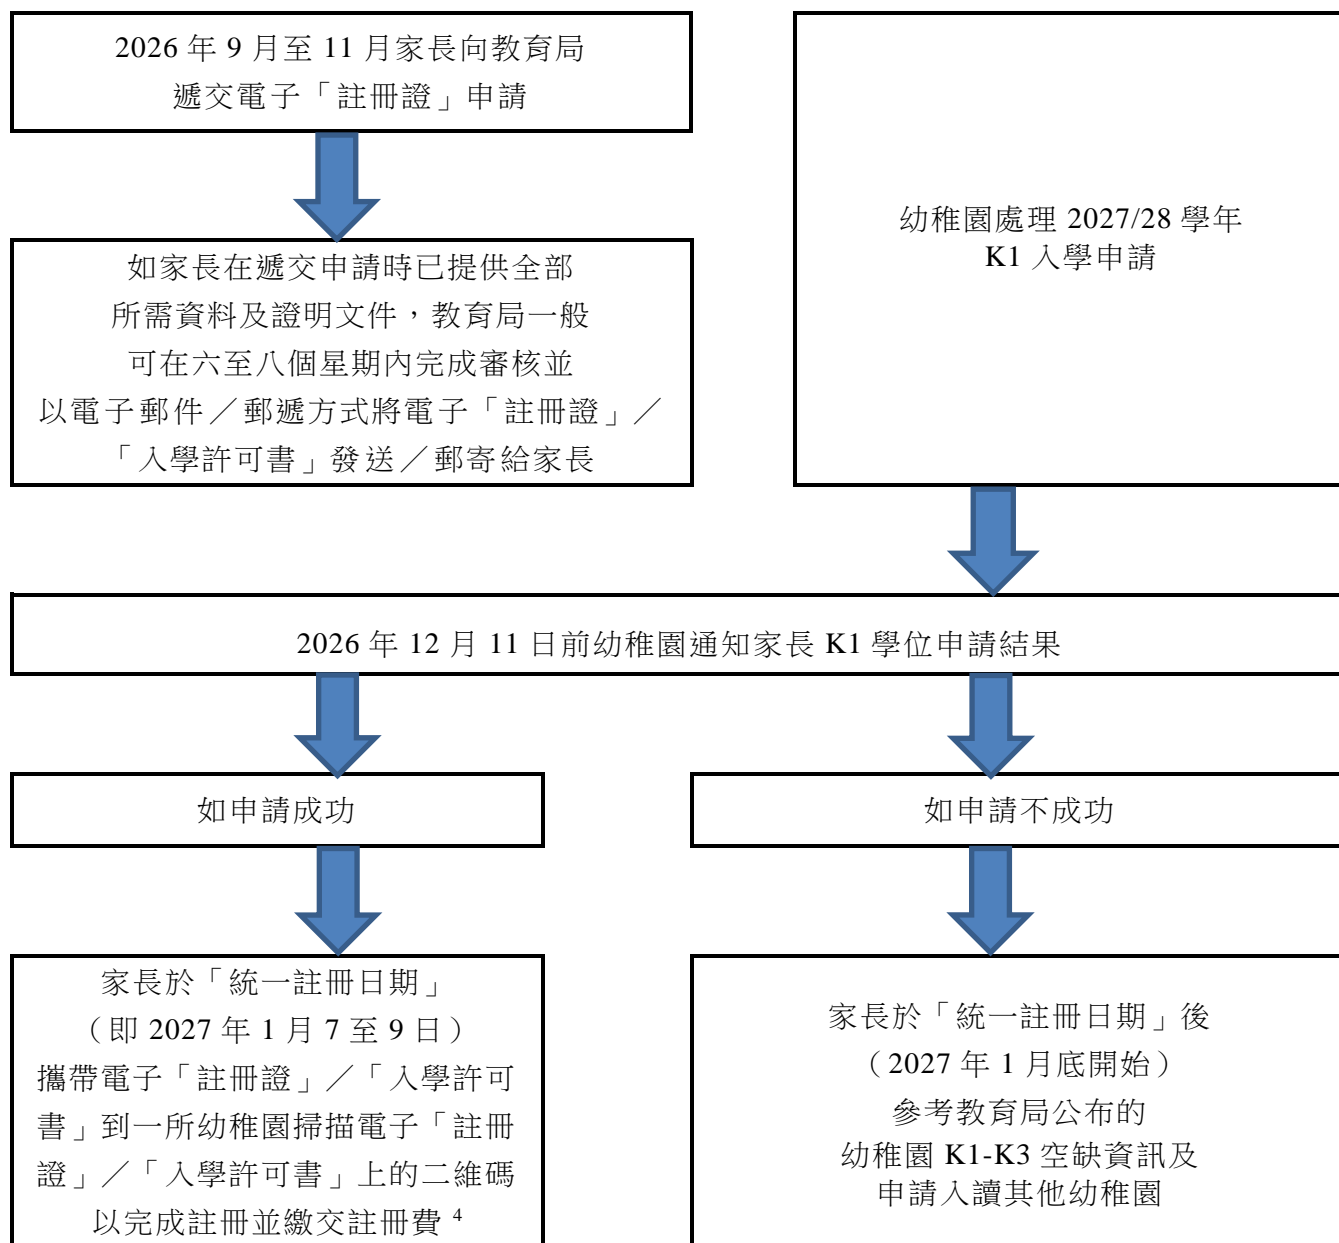 2026 年 9 月至 11 月家長向教育局
遞交電子「註冊證」申請
幼稚園處理 2027/28 學年
K1 入學申請
如家長在遞交申請時已提供全部
所需資料及證明文件，教育局一般
可在六至八個星期內完成審核並
以電子郵件／郵遞方式將電子「註冊證」／
「入學許可書」發送／郵寄給家長
2026 年 12 月 11 日前幼稚園通知家長 K1 學位申請結果
如申請成功
如申請不成功
家長於「統一註冊日期」
（即 2027 年 1 月 7 至 9 日）
攜帶電子「註冊證」／「入學許可
書」到一所幼稚園掃描電子「註冊
證」／「入學許可書」上的二維碼
以完成註冊並繳交註冊費 4
家長於「統一註冊日期」後
（2027 年 1 月底開始）
參考教育局公布的
幼稚園 K1-K3 空缺資訊及
申請入讀其他幼稚園